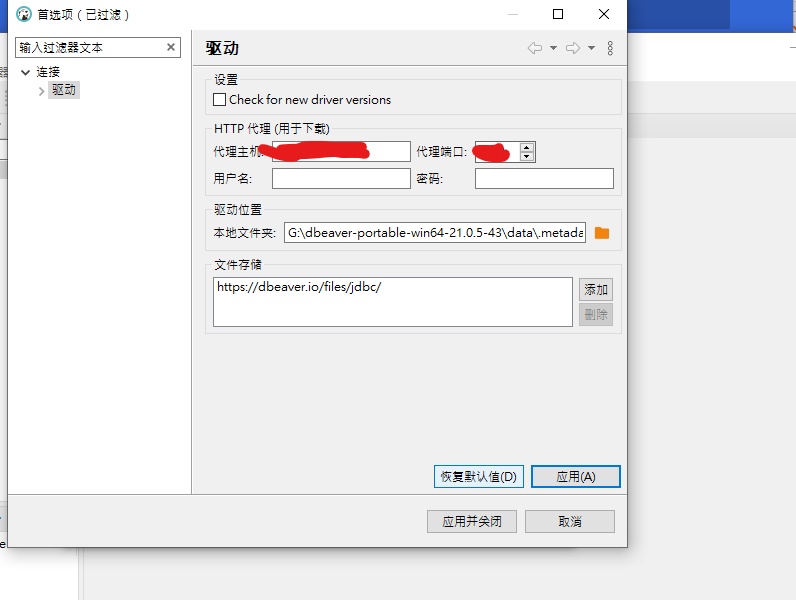 首选项（已过滤）
输入过滤器文本
连接
驱动
驱动
设置
Check for new driver versions
HTTP 代理 (用于下载)
代理主机 代理端口:
用户名: 密码:
驱动位置
本地文件夹: G:\dbeaver-portable-win64-21.0.5-43\data\.metada
文件存储
https://dbeaver.io/files/jdbc/
添加
删除
恢复默认值(D) 应用(A)
应用并关闭 取消